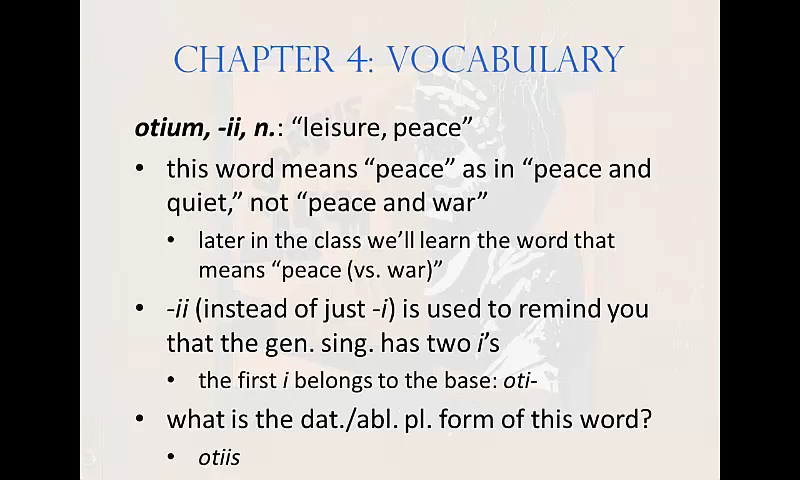 CHAPTER 4: VOCABULARY
otium, -ii, n.: “leisure, peace”
• this word means “peace” as in “peace and
quiet,” not “peace and war”
• later in the class we’ll learn the word that
means “peace (vs. war)”
• -ii (instead of just -i) is used to remind you
that the gen. sing. has two i’s
• the first i belongs to the base: oti-
• what is the dat./abl. pl. form of this word?
• otiis